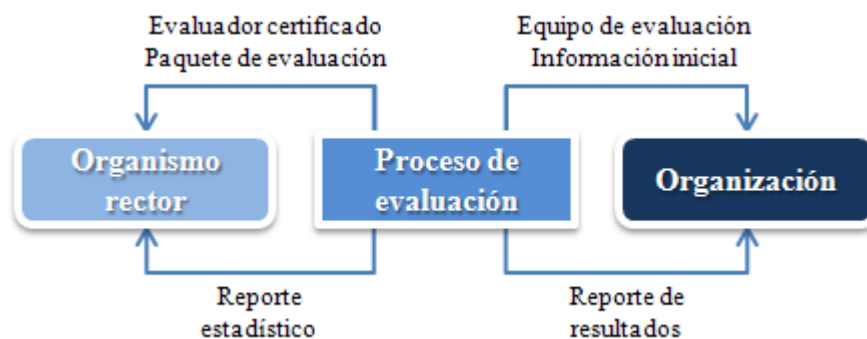 Evaluador certificado
Paquete de evaluación
Equipo de evaluación
Información inicial
Organismo
rector
Proceso de
evaluación
Organización
Reporte
estadístico
Reporte de
resultados